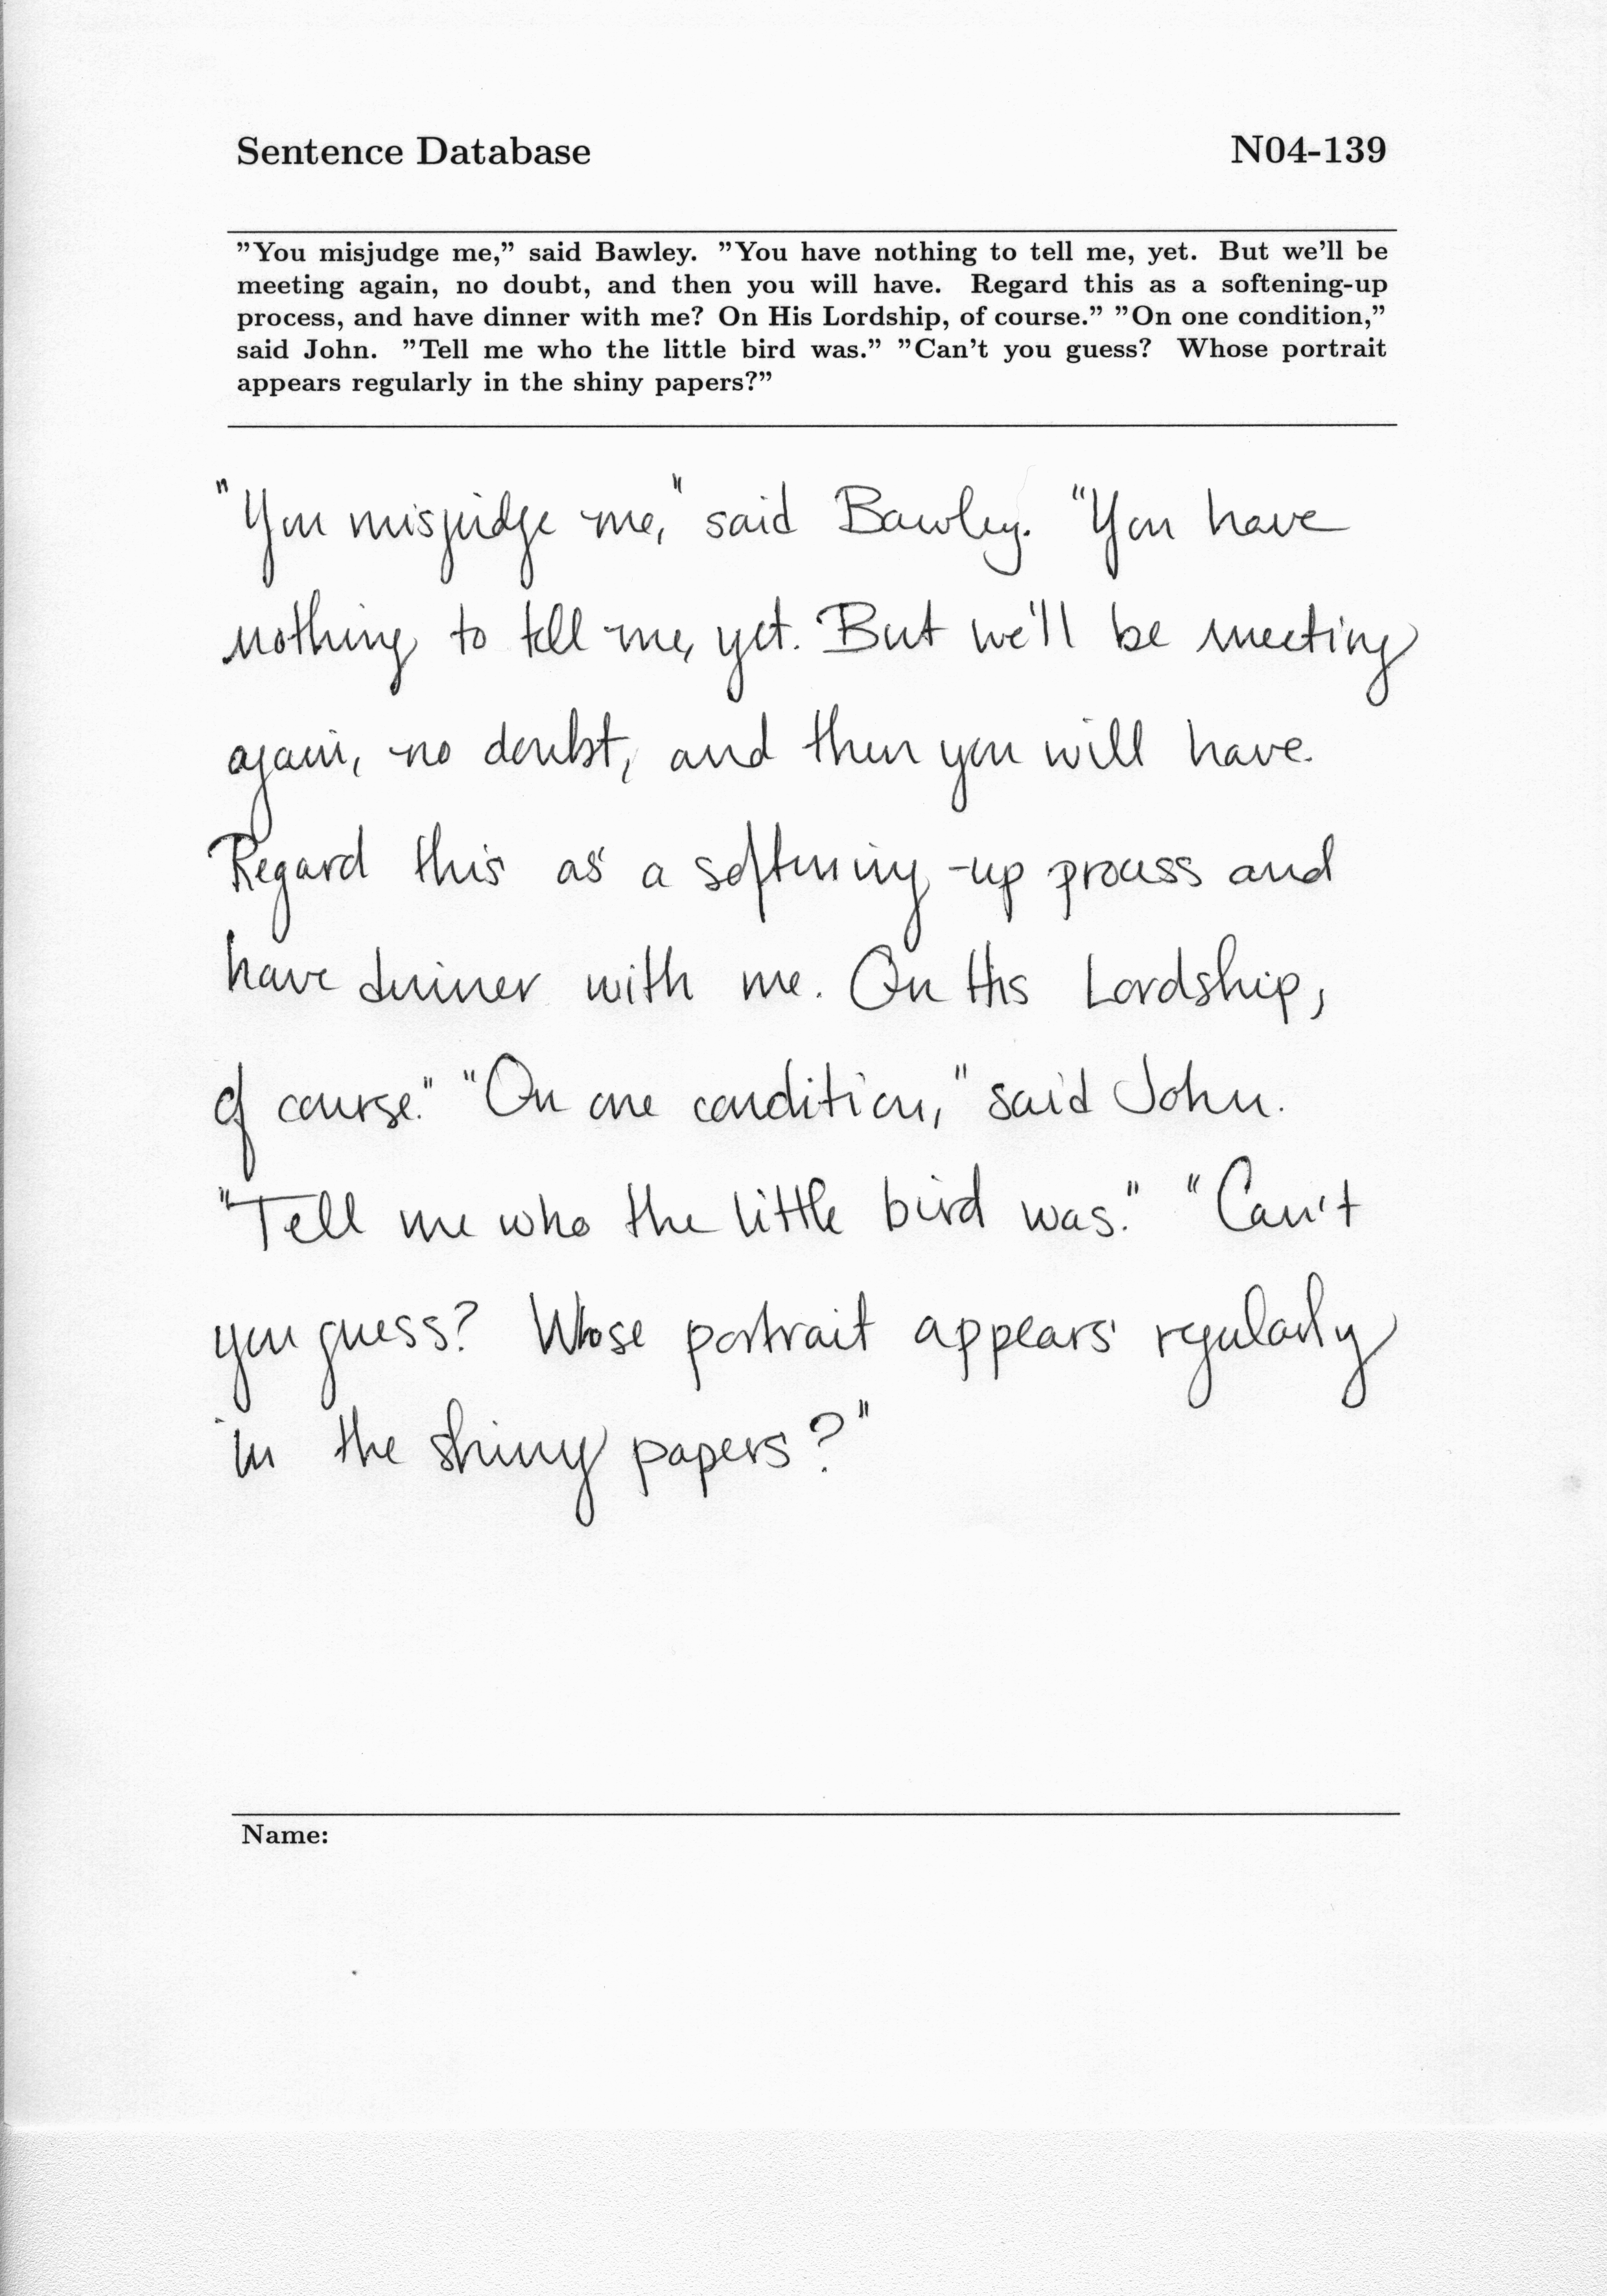 Sentence Database N04-139
"You misjudge me," said Bawley. "You have nothing to tell me, yet. But we'll be
meeting again, no doubt, and then you will have. Regard this as a softening-up
process, and have dinner with me? On His Lordship, of course." "On one condition,"
said John. "Tell me who the little bird was." "Can't you guess? Whose portrait
appears regularly in the shiny papers?"
"You misjudge me," said Bawley. "You have
nothing to tell me, yet. But we'll be meeting
again, no doubt, and then you will have.
Regard this as a softening-up process and
have dinner with me. On His Lordship,
of course." "On one condition," said John.
"Tell me who the little bird was." "Can't
you guess? Whose portrait appears regularly
in the shiny papers?"
Name: